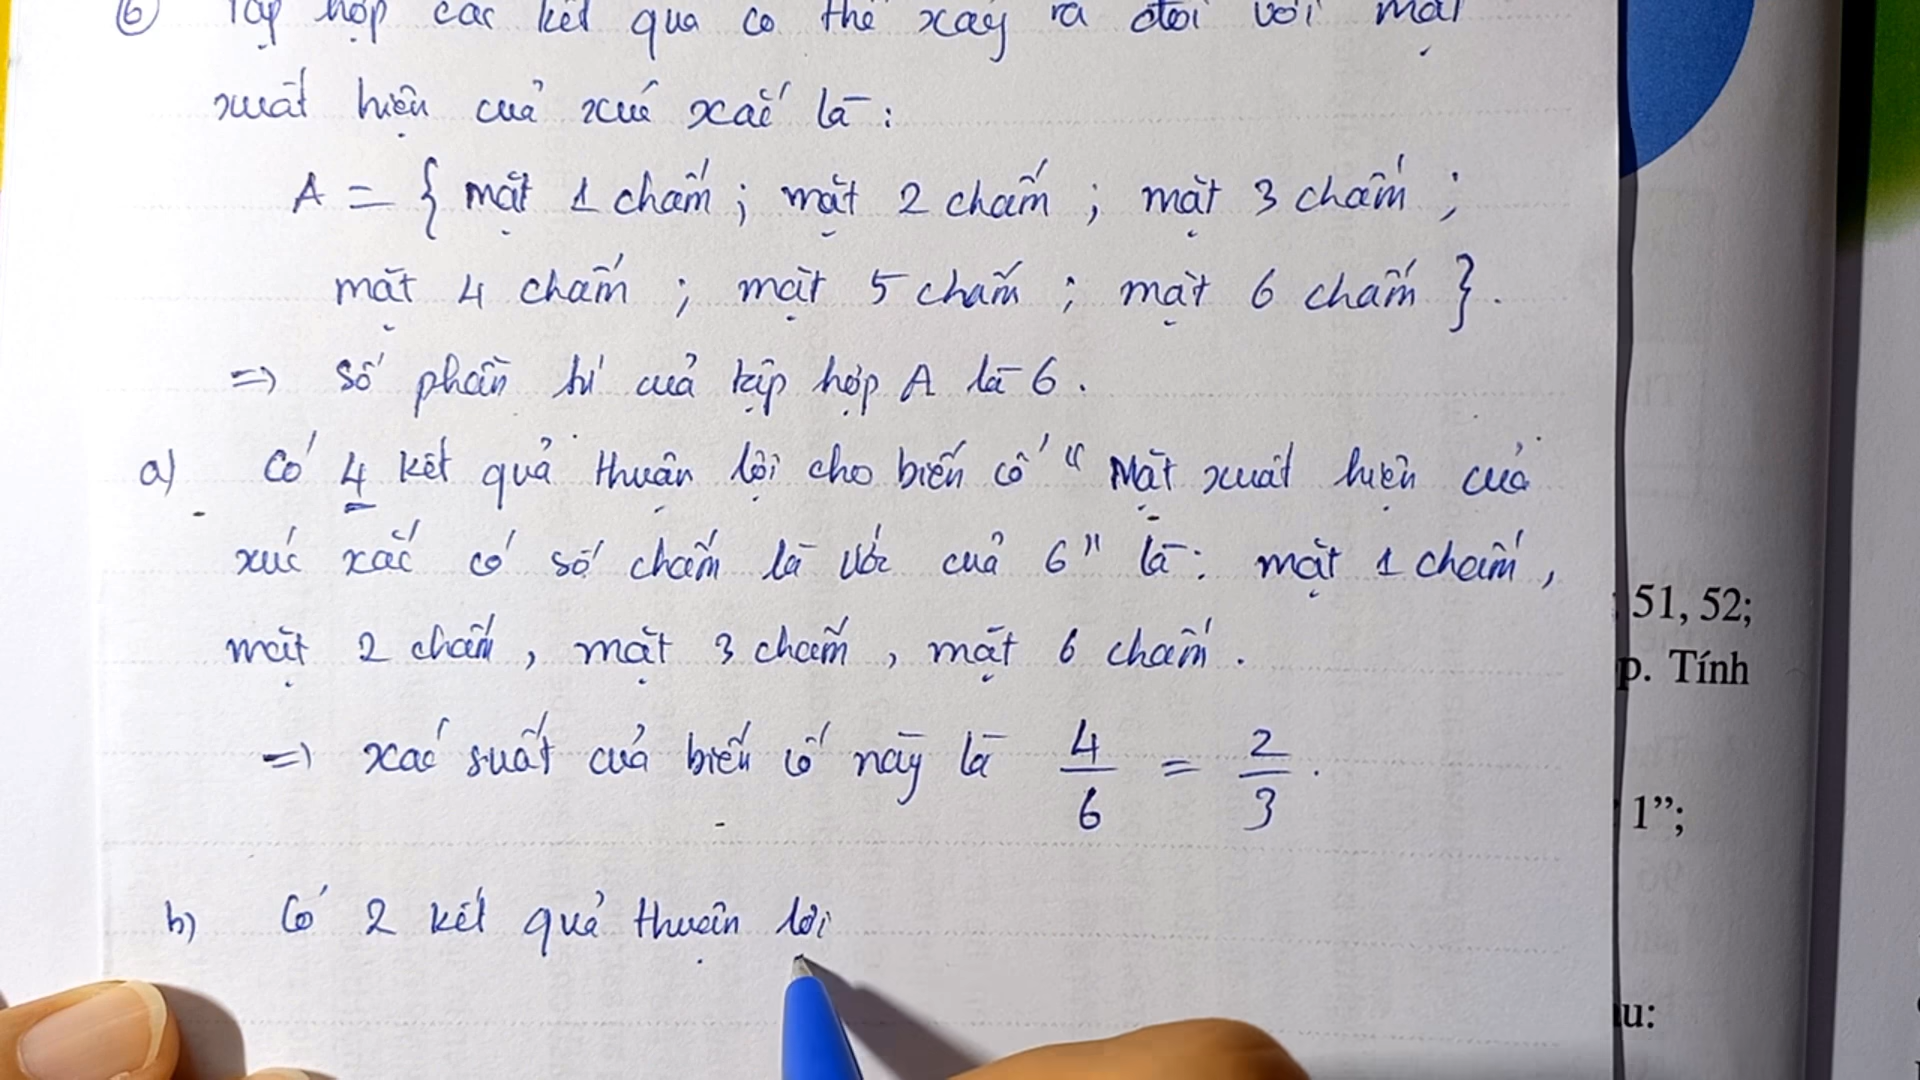 ⑥ Tập hợp các kết quả có thể xảy ra đối với mặt
xuất hiện của xúc xắc là:
A = { mặt 1 chấm ; mặt 2 chấm ; mặt 3 chấm ;
mặt 4 chấm ; mặt 5 chấm ; mặt 6 chấm }.
=> số phần tử của tập hợp A là 6.
a) Có 4 kết quả thuận lợi cho biến cố " Mặt xuất hiện của
xúc xắc có số chấm là ước của 6" là: mặt 1 chấm,
mặt 2 chấm, mặt 3 chấm, mặt 6 chấm.
=> xác suất của biến cố này là 4/6 = 2/3.
b) Có 2 kết quả thuận lợi
51, 52;
p. Tính
1";
u: